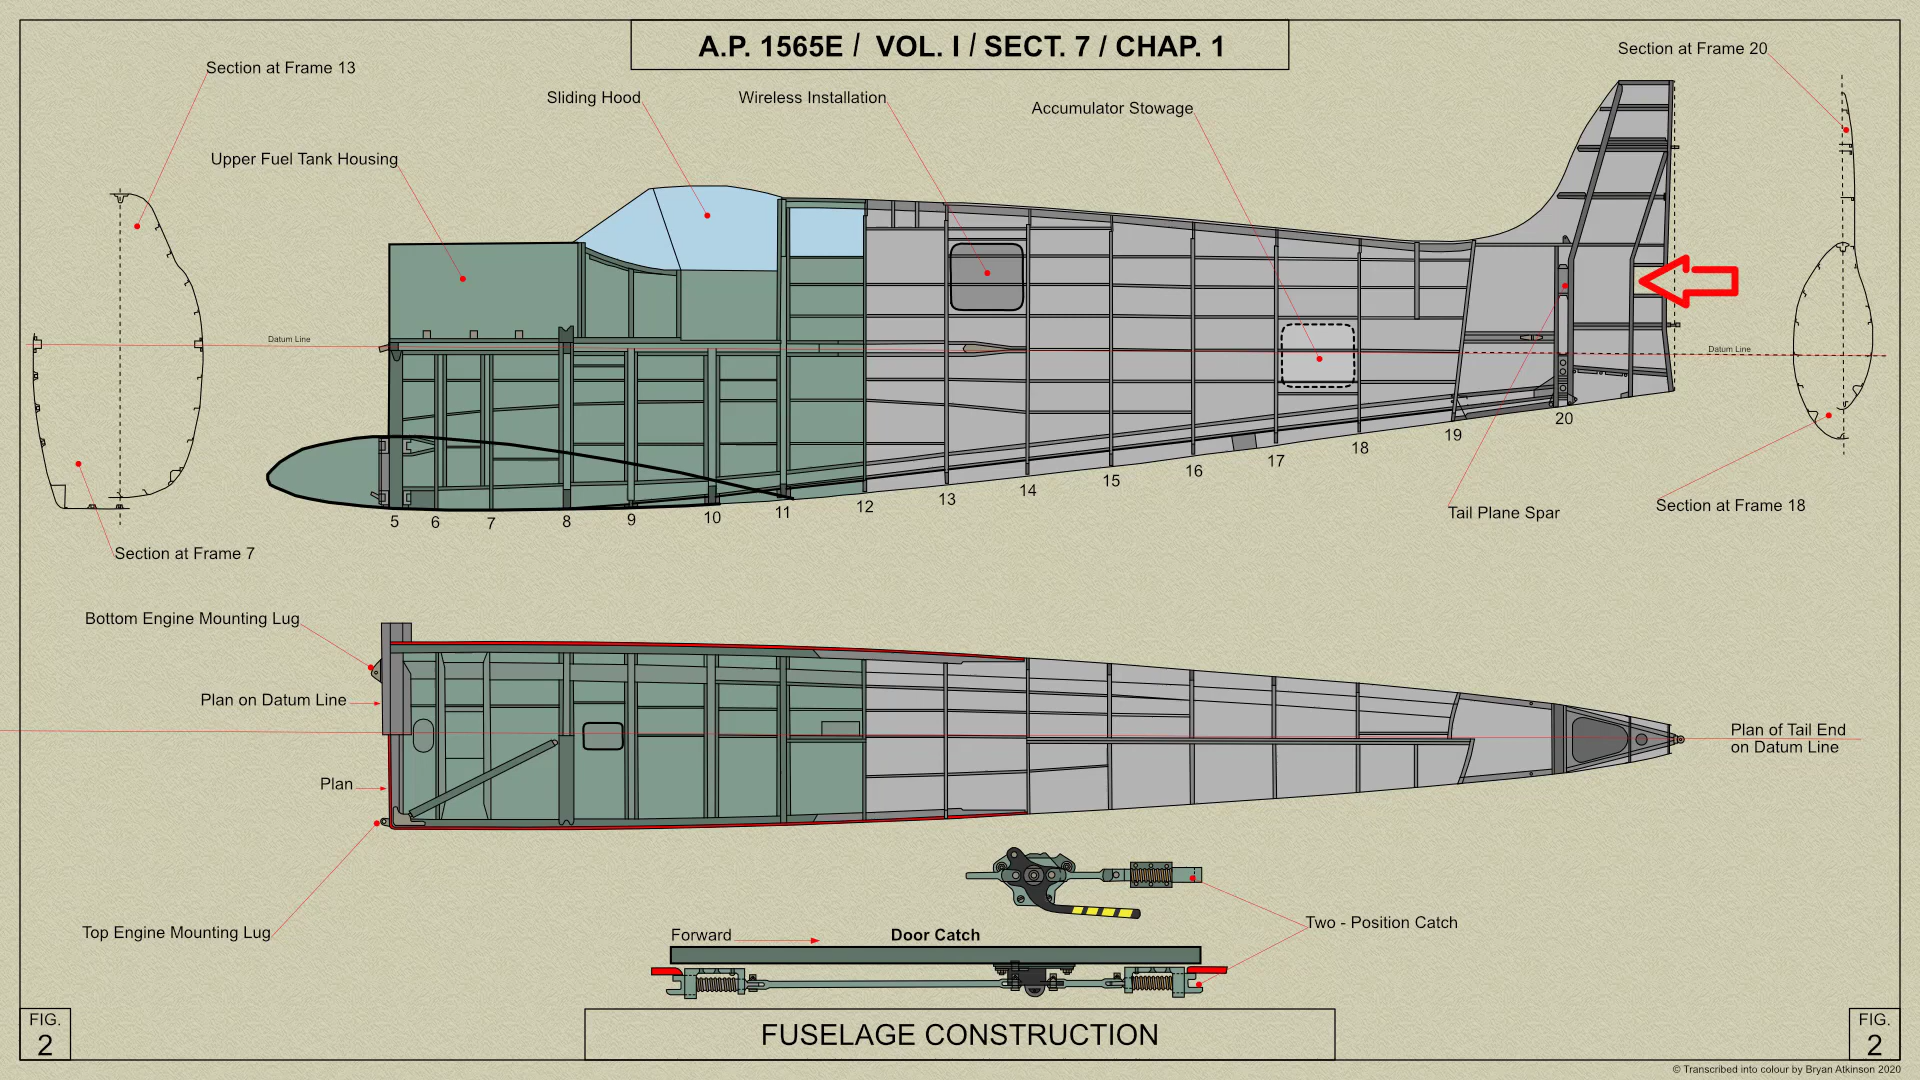 A.P. 1565E / VOL. I / SECT. 7 / CHAP. 1
Section at Frame 13
Sliding Hood
Wireless Installation
Accumulator Stowage
Section at Frame 20
Upper Fuel Tank Housing
Datum Line
Datum Line
5
6
7
8
9
10
11
12
13
14
15
16
17
18
19
20
Tail Plane Spar
Section at Frame 18
Section at Frame 7
Bottom Engine Mounting Lug
Plan on Datum Line
Plan
Top Engine Mounting Lug
Plan of Tail End
on Datum Line
Two - Position Catch
Forward
Door Catch
FIG.
2
FUSELAGE CONSTRUCTION
FIG.
2
© Transcribed into colour by Bryan Atkinson 2020